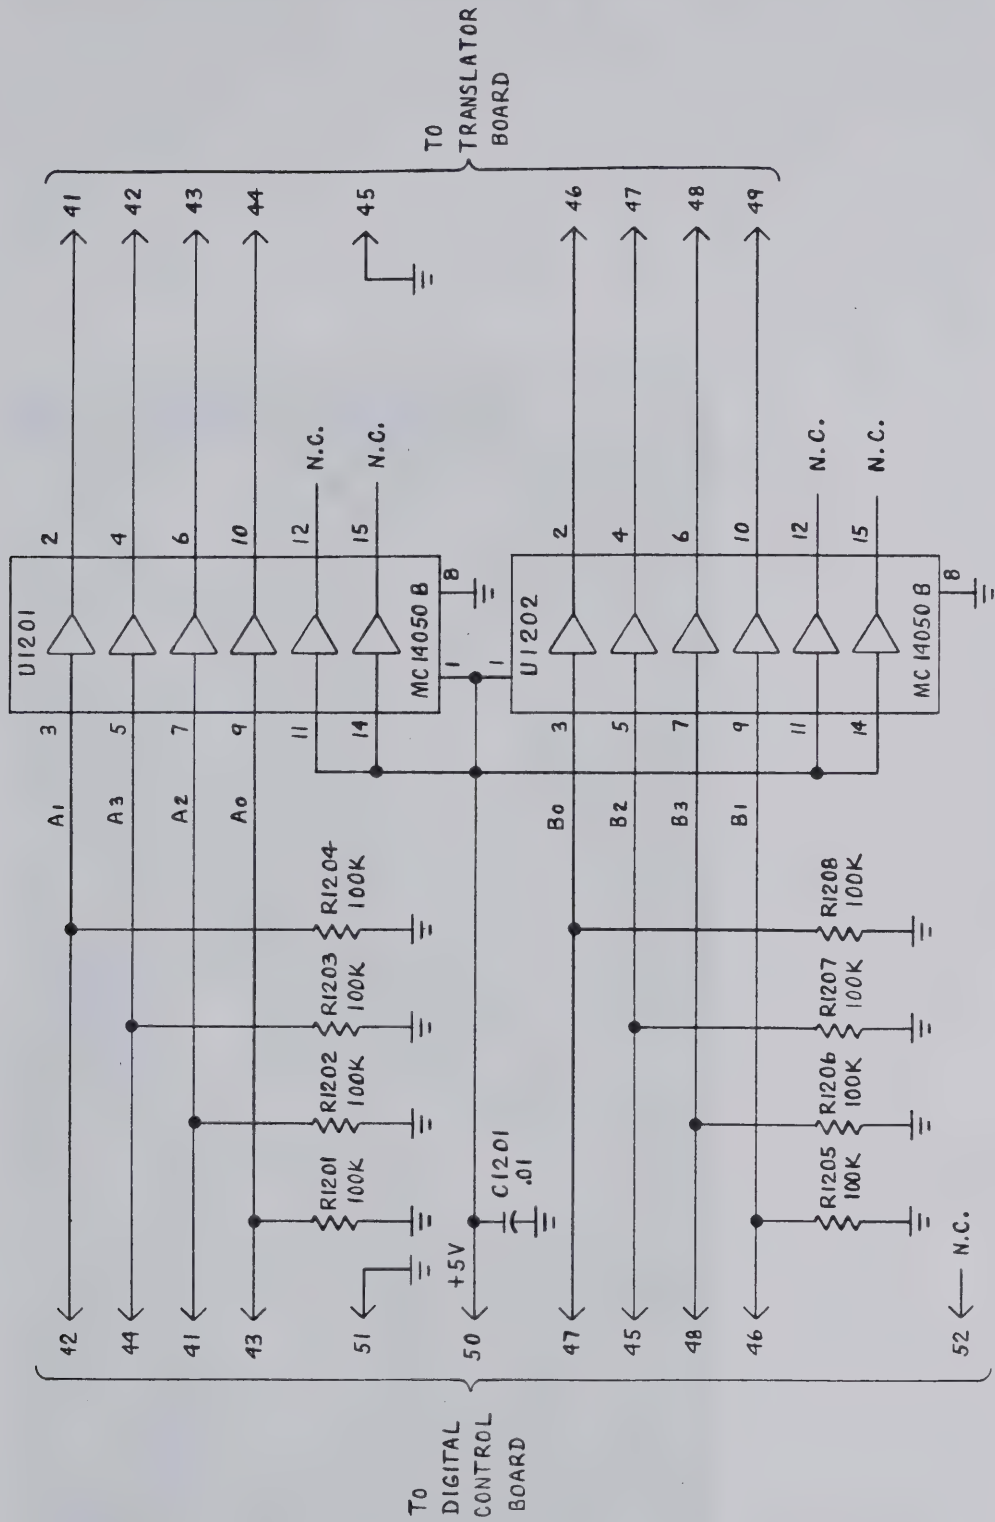 TO
DIGITAL
CONTROL
BOARD
42
44
41
43
51
50
47
45
48
46
52
N.C.
+5V
C1201
.01
R1201
100K
R1202
100K
R1203
100K
R1204
100K
R1205
100K
R1206
100K
R1207
100K
R1208
100K
A1
A3
A2
A0
B0
B2
B3
B1
U1201
3
5
7
9
11
14
2
4
6
10
12
15
N.C.
N.C.
MC14050B
1
8
U1202
3
5
7
9
11
14
2
4
6
10
12
15
N.C.
N.C.
MC14050B
1
8
41
42
43
44
45
46
47
48
49
TO
TRANSLATOR
BOARD